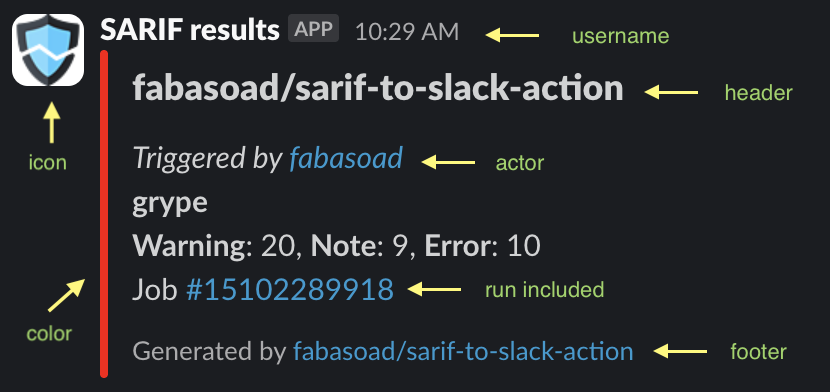 SARIF results APP 10:29 AM username
fabasoad/sarif-to-slack-action header
icon
Triggered by fabasoad actor
grype
Warning: 20, Note: 9, Error: 10
Job #15102289918 run included
color
Generated by fabasoad/sarif-to-slack-action footer